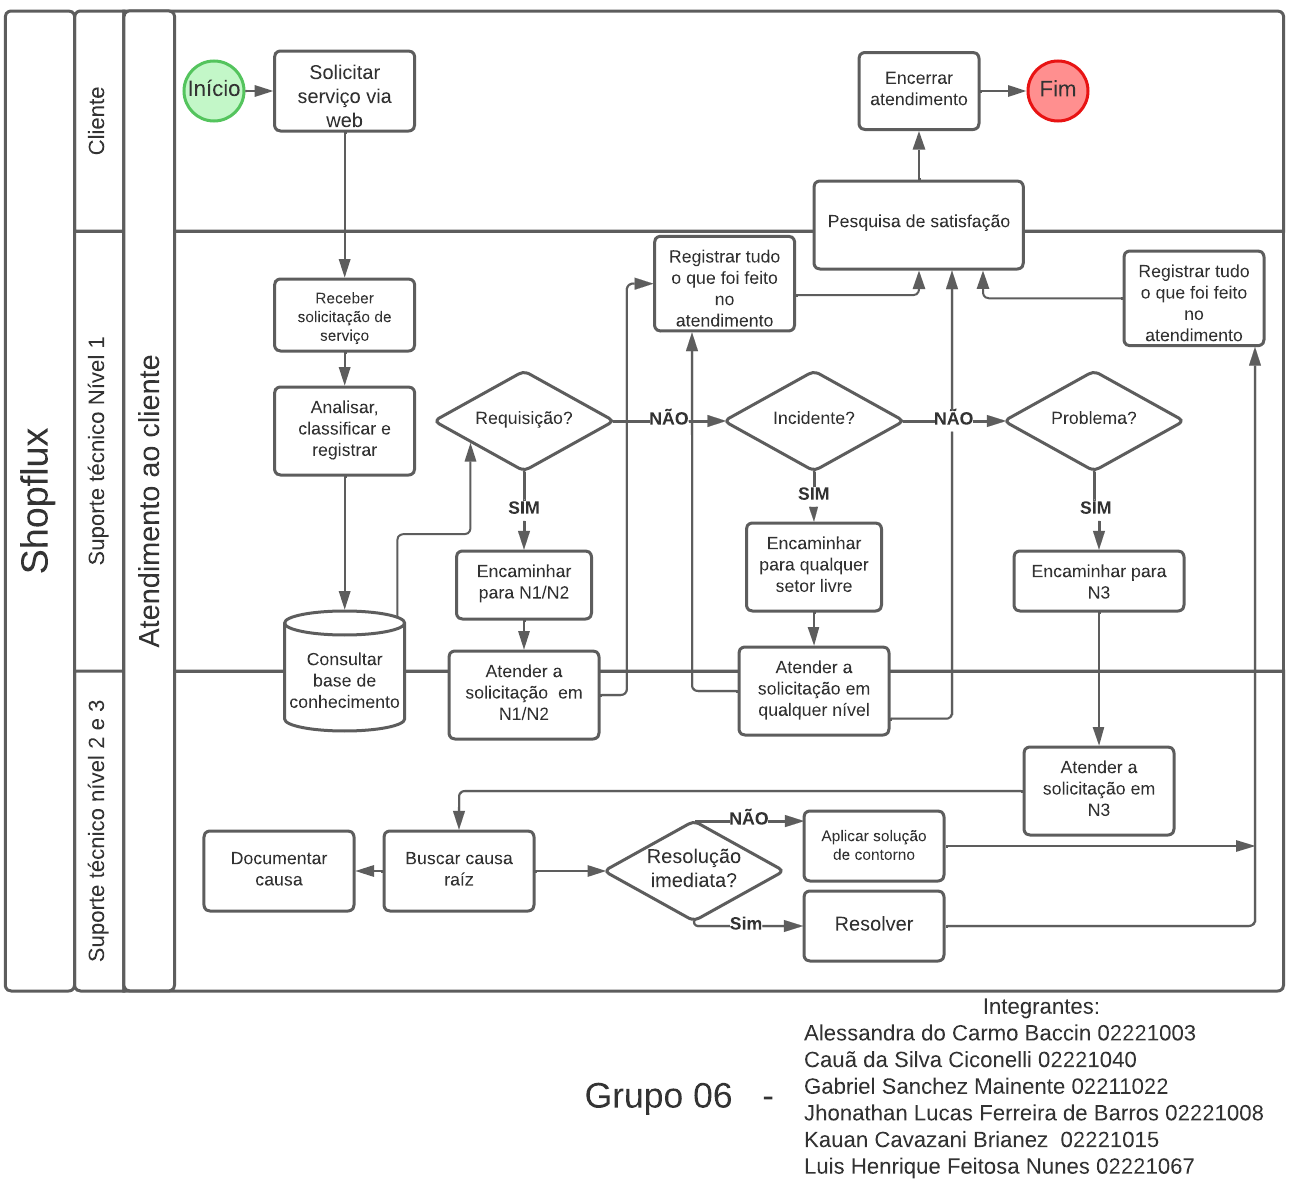 Shopflux
Cliente
Suporte técnico Nível 1
Suporte técnico nível 2 e 3
Atendimento ao cliente
Início
Solicitar
serviço via
web
Encerrar
atendimento
Fim
Pesquisa de satisfação
Receber
solicitação de
serviço
Registrar tudo
o que foi feito
no
atendimento
Registrar tudo
o que foi feito
no
atendimento
Analisar,
classificar e
registrar
Requisição?
NÃO
Incidente?
NÃO
Problema?
SIM
SIM
SIM
Encaminhar
para N1/N2
Encaminhar
para qualquer
setor livre
Encaminhar para
N3
Consultar
base de
conhecimento
Atender a
solicitação  em
N1/N2
Atender a
solicitação em
qualquer nível
Atender a
solicitação em
N3
Documentar
causa
Buscar causa
raíz
Resolução
imediata?
NÃO
Aplicar solução
de contorno
Sim
Resolver
Grupo 06   -
Integrantes:
Alessandra do Carmo Baccin 02221003
Cauã da Silva Ciconelli 02221040
Gabriel Sanchez Mainente 02211022
Jhonathan Lucas Ferreira de Barros 02221008
Kauan Cavazani Brianez  02221015
Luis Henrique Feitosa Nunes 02221067